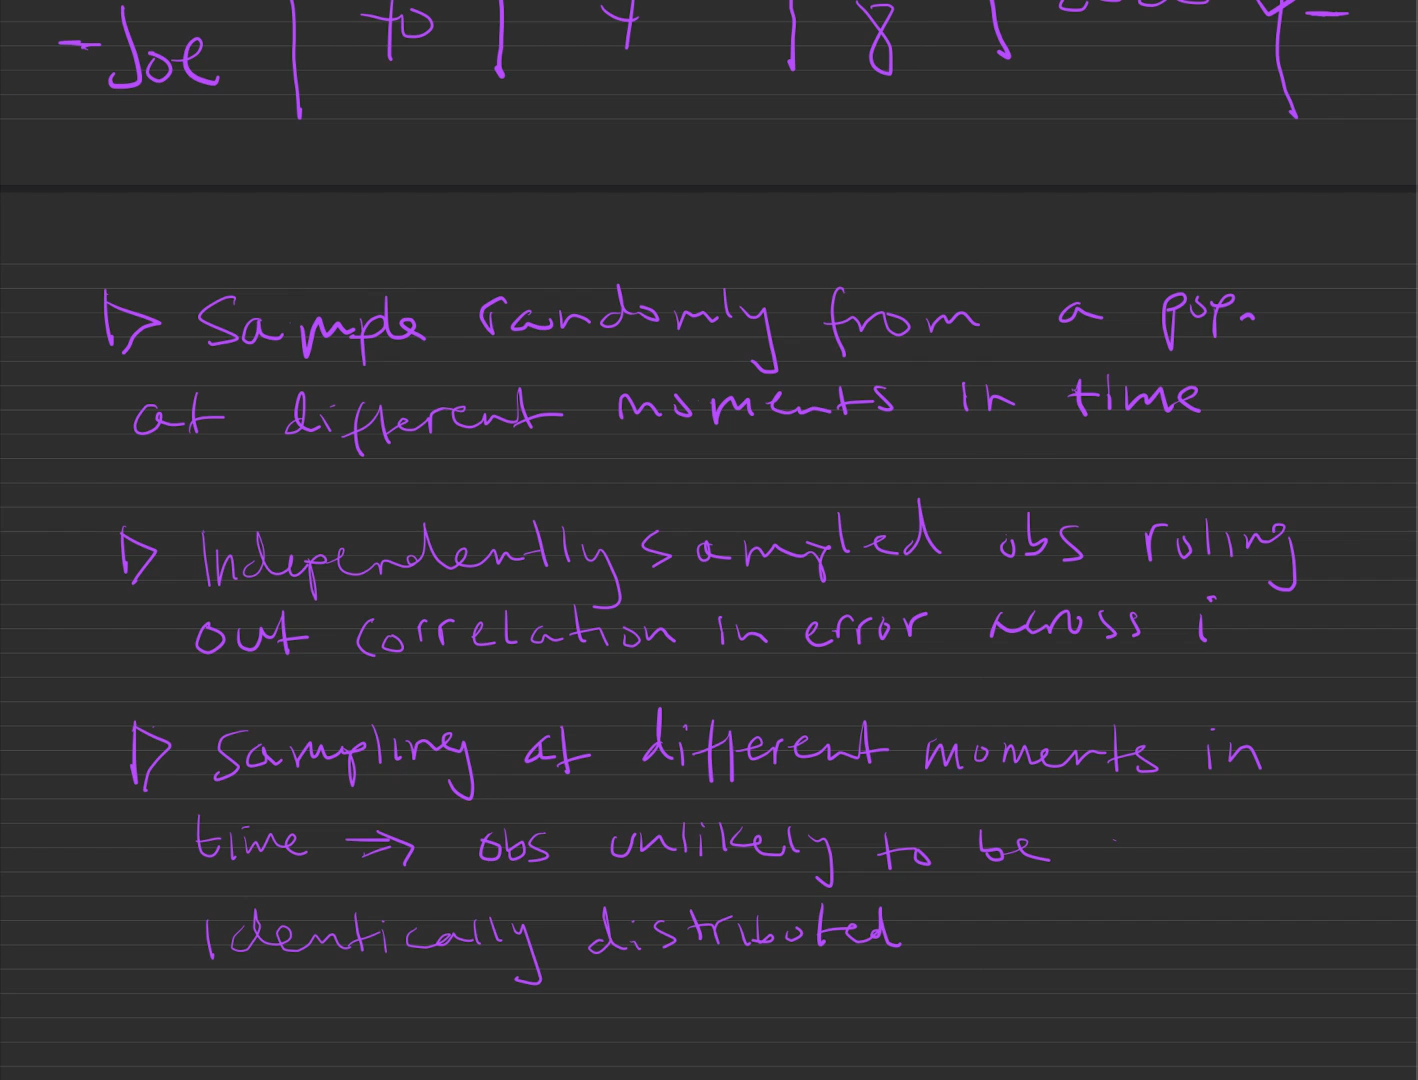 - Joe 40 4 8
▷ Sample randomly from a pop.
at different moments in time
▷ Independently sampled obs ruling
out correlation in error across i
▷ Sampling at different moments in
time ⇒ obs unlikely to be
identically distributed